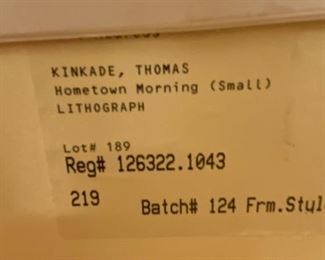 KINKADE, THOMAS
Hometown Morning (Small)
LITHOGRAPH
Lot# 189
Reg# 126322.1043
219 Batch# 124 Frm.Styl